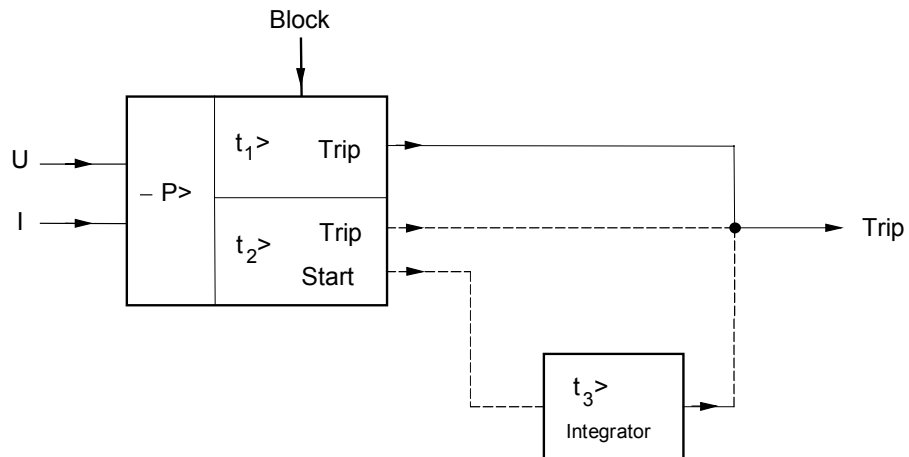 Block
U
I
– P>
t1> Trip
t2> Trip
Start
Trip
t3>
Integrator